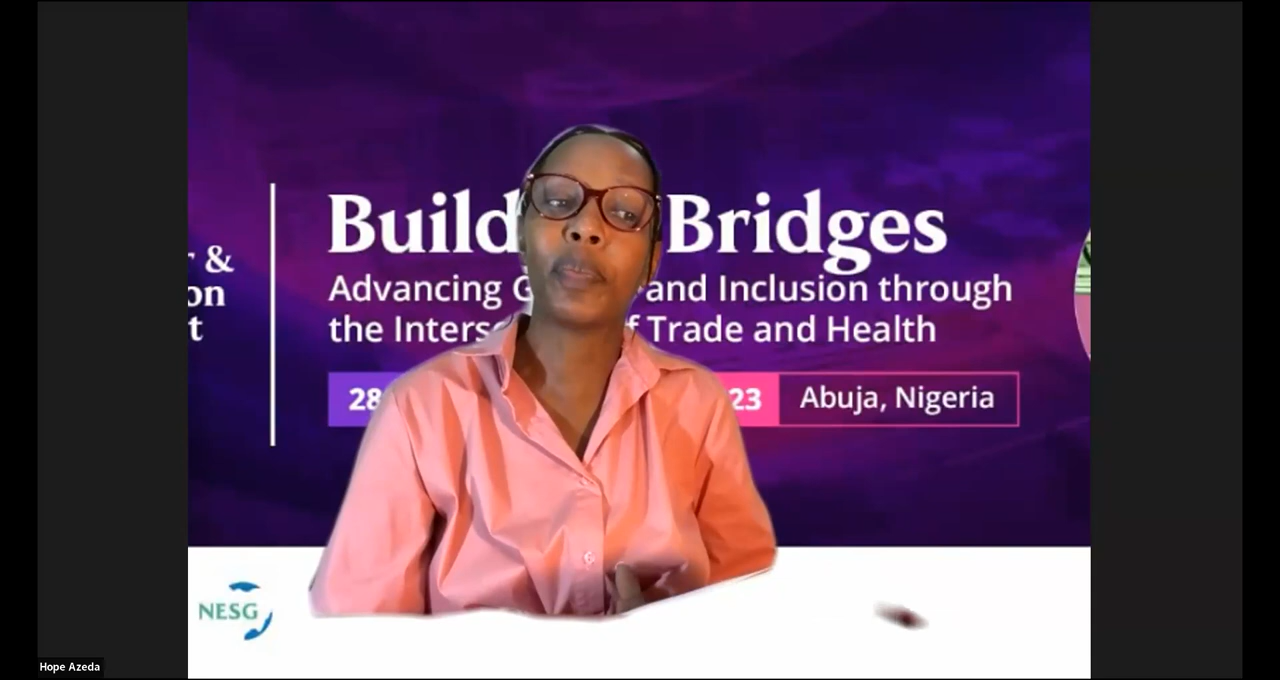 r &
on
t
Build Bridges
Advancing G and Inclusion through
the Inters f Trade and Health
28 23 Abuja, Nigeria
NESG
Hope Azeda